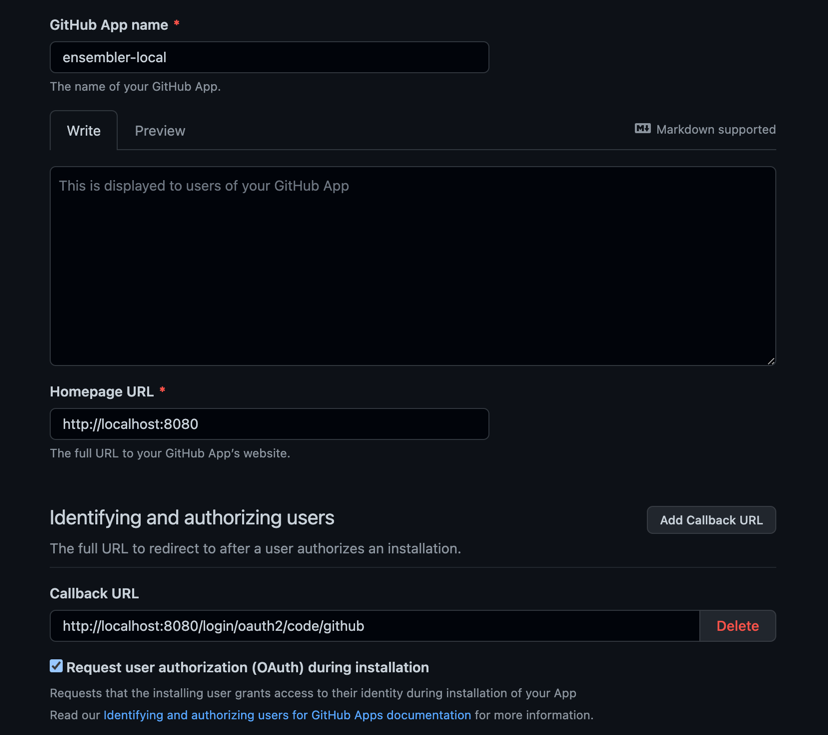 GitHub App name *
ensembler-local
The name of your GitHub App.
Write Preview Markdown supported
This is displayed to users of your GitHub App
Homepage URL *
http://localhost:8080
The full URL to your GitHub App's website.
Identifying and authorizing users Add Callback URL
The full URL to redirect to after a user authorizes an installation.
Callback URL
http://localhost:8080/login/oauth2/code/github Delete
Request user authorization (OAuth) during installation
Requests that the installing user grants access to their identity during installation of your App
Read our Identifying and authorizing users for GitHub Apps documentation for more information.